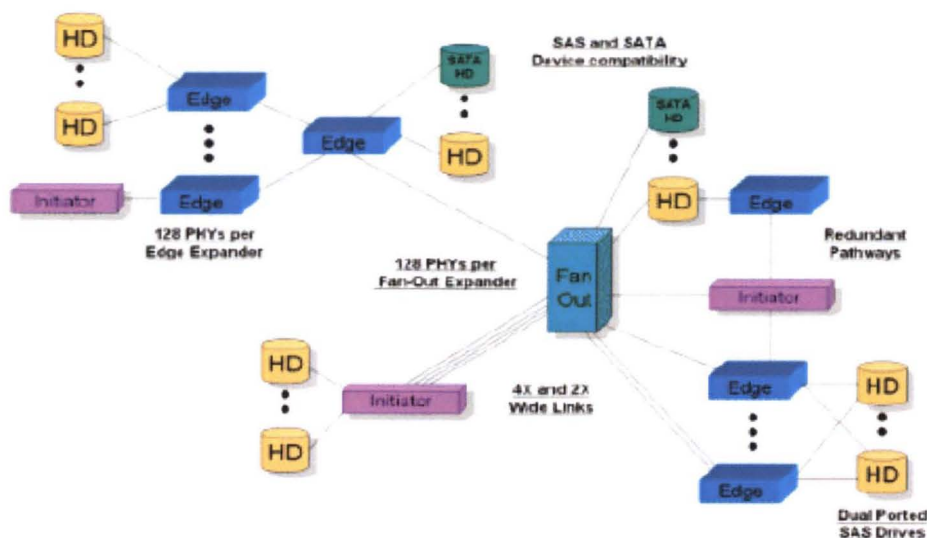 HD
SAS and SATA
Device compatibility
SATA
HD
Edge
SATA
HD
HD
Edge
HD
HD
Edge
Initiator
Edge
128 PHYs per
Edge Expander
Redundant
Pathways
128 PHYs per
Fan-Out Expander
Fan
Out
Initiator
HD
4X and 2X
Wide Links
Edge
HD
Initiator
HD
Edge
HD
Dual Ported
SAS Drives